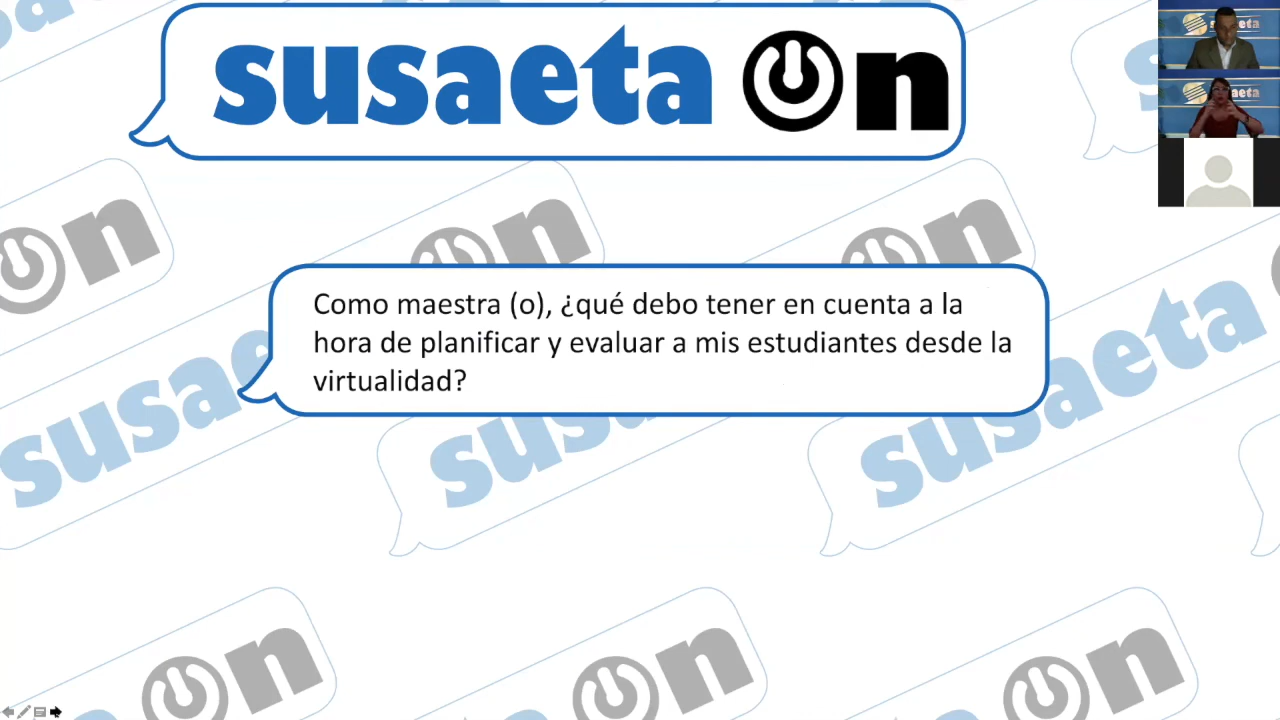 susaeta On
Como maestra (o), ¿qué debo tener en cuenta a la
hora de planificar y evaluar a mis estudiantes desde la
virtualidad?